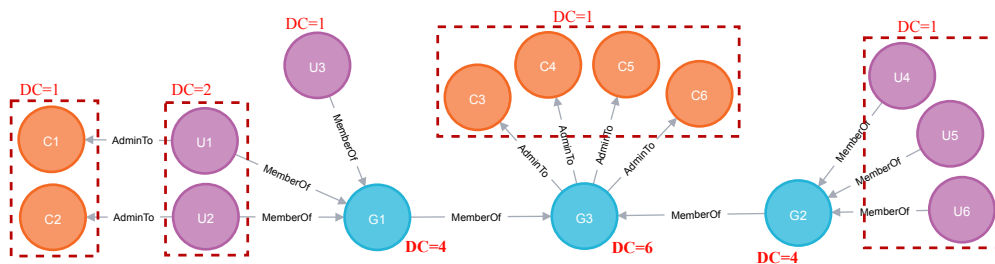 DC=1
DC=1
DC=1
DC=1
DC=2
U3
C3
C4
C5
C6
U4
U5
U6
C1
AdminTo
U1
MemberOf
MemberOf
AdminTo
AdminTo
AdminTo
AdminTo
MemberOf
MemberOf
C2
AdminTo
U2
MemberOf
G1
MemberOf
G3
MemberOf
G2
MemberOf
DC=4
DC=6
DC=4